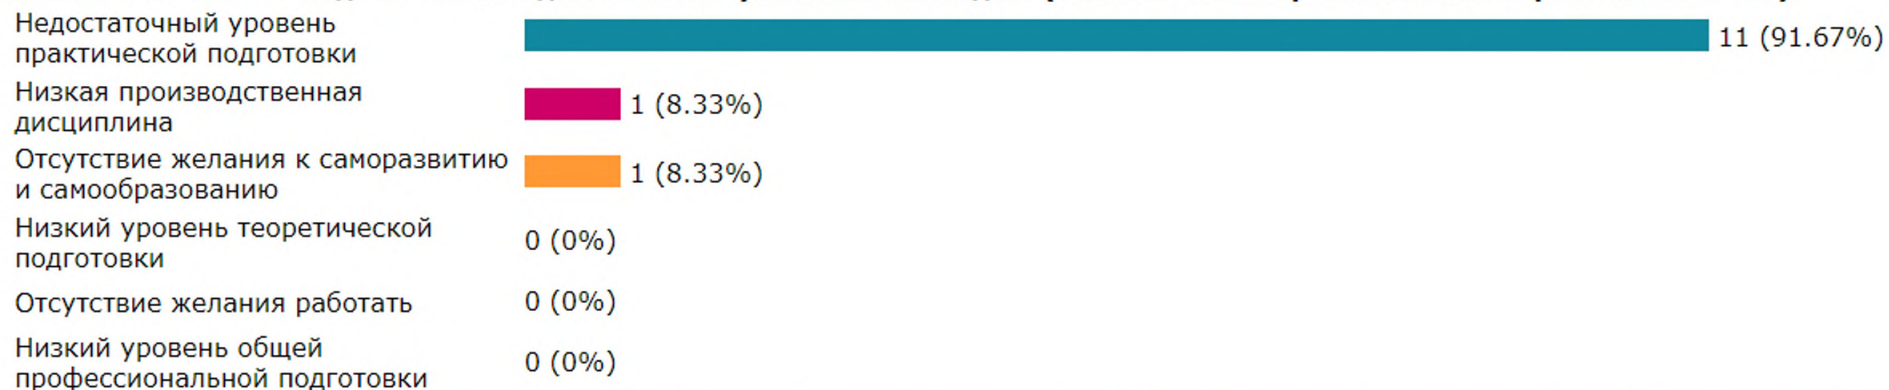 Недостаточный уровень
практической подготовки
11 (91.67%)
Низкая производственная
дисциплина
1 (8.33%)
Отсутствие желания к саморазвитию
и самообразованию
1 (8.33%)
Низкий уровень теоретической
подготовки
0 (0%)
Отсутствие желания работать
0 (0%)
Низкий уровень общей
профессиональной подготовки
0 (0%)